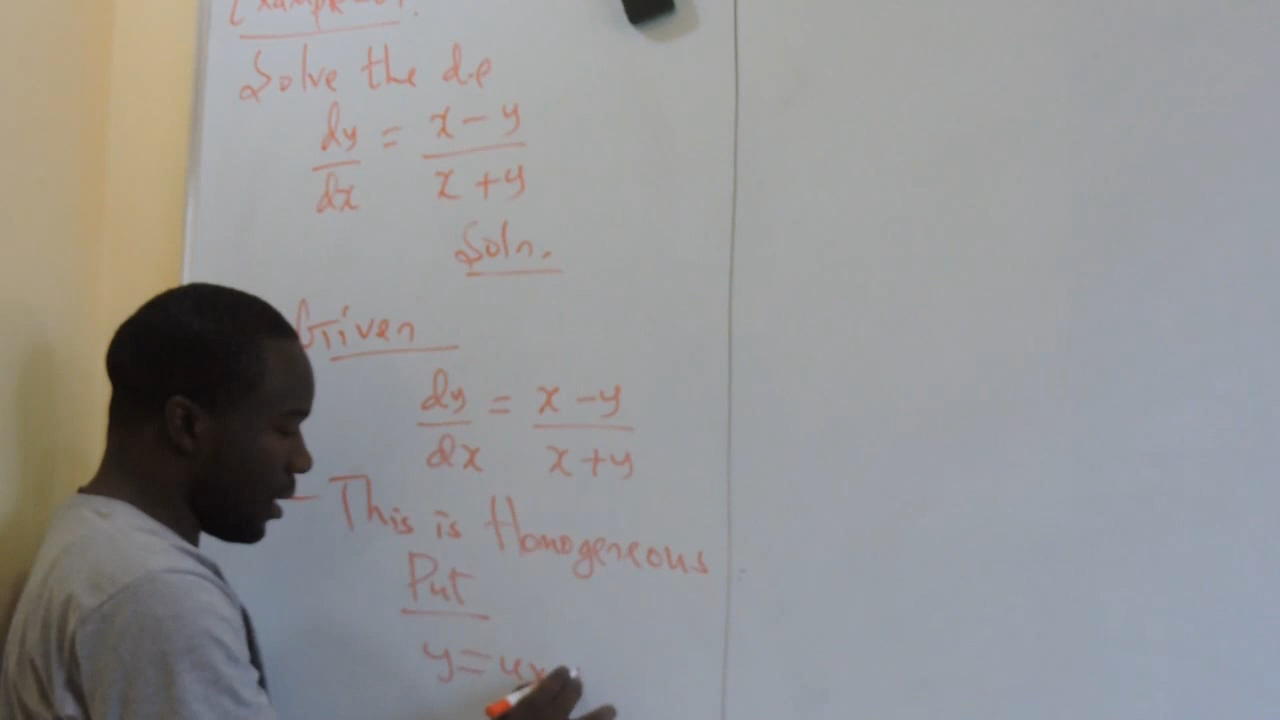 Solve the d.e
dy/dx = x - y / x + y
Soln.
Given
dy/dx = x - y / x + y
- This is Homogeneous
Put
y = ux